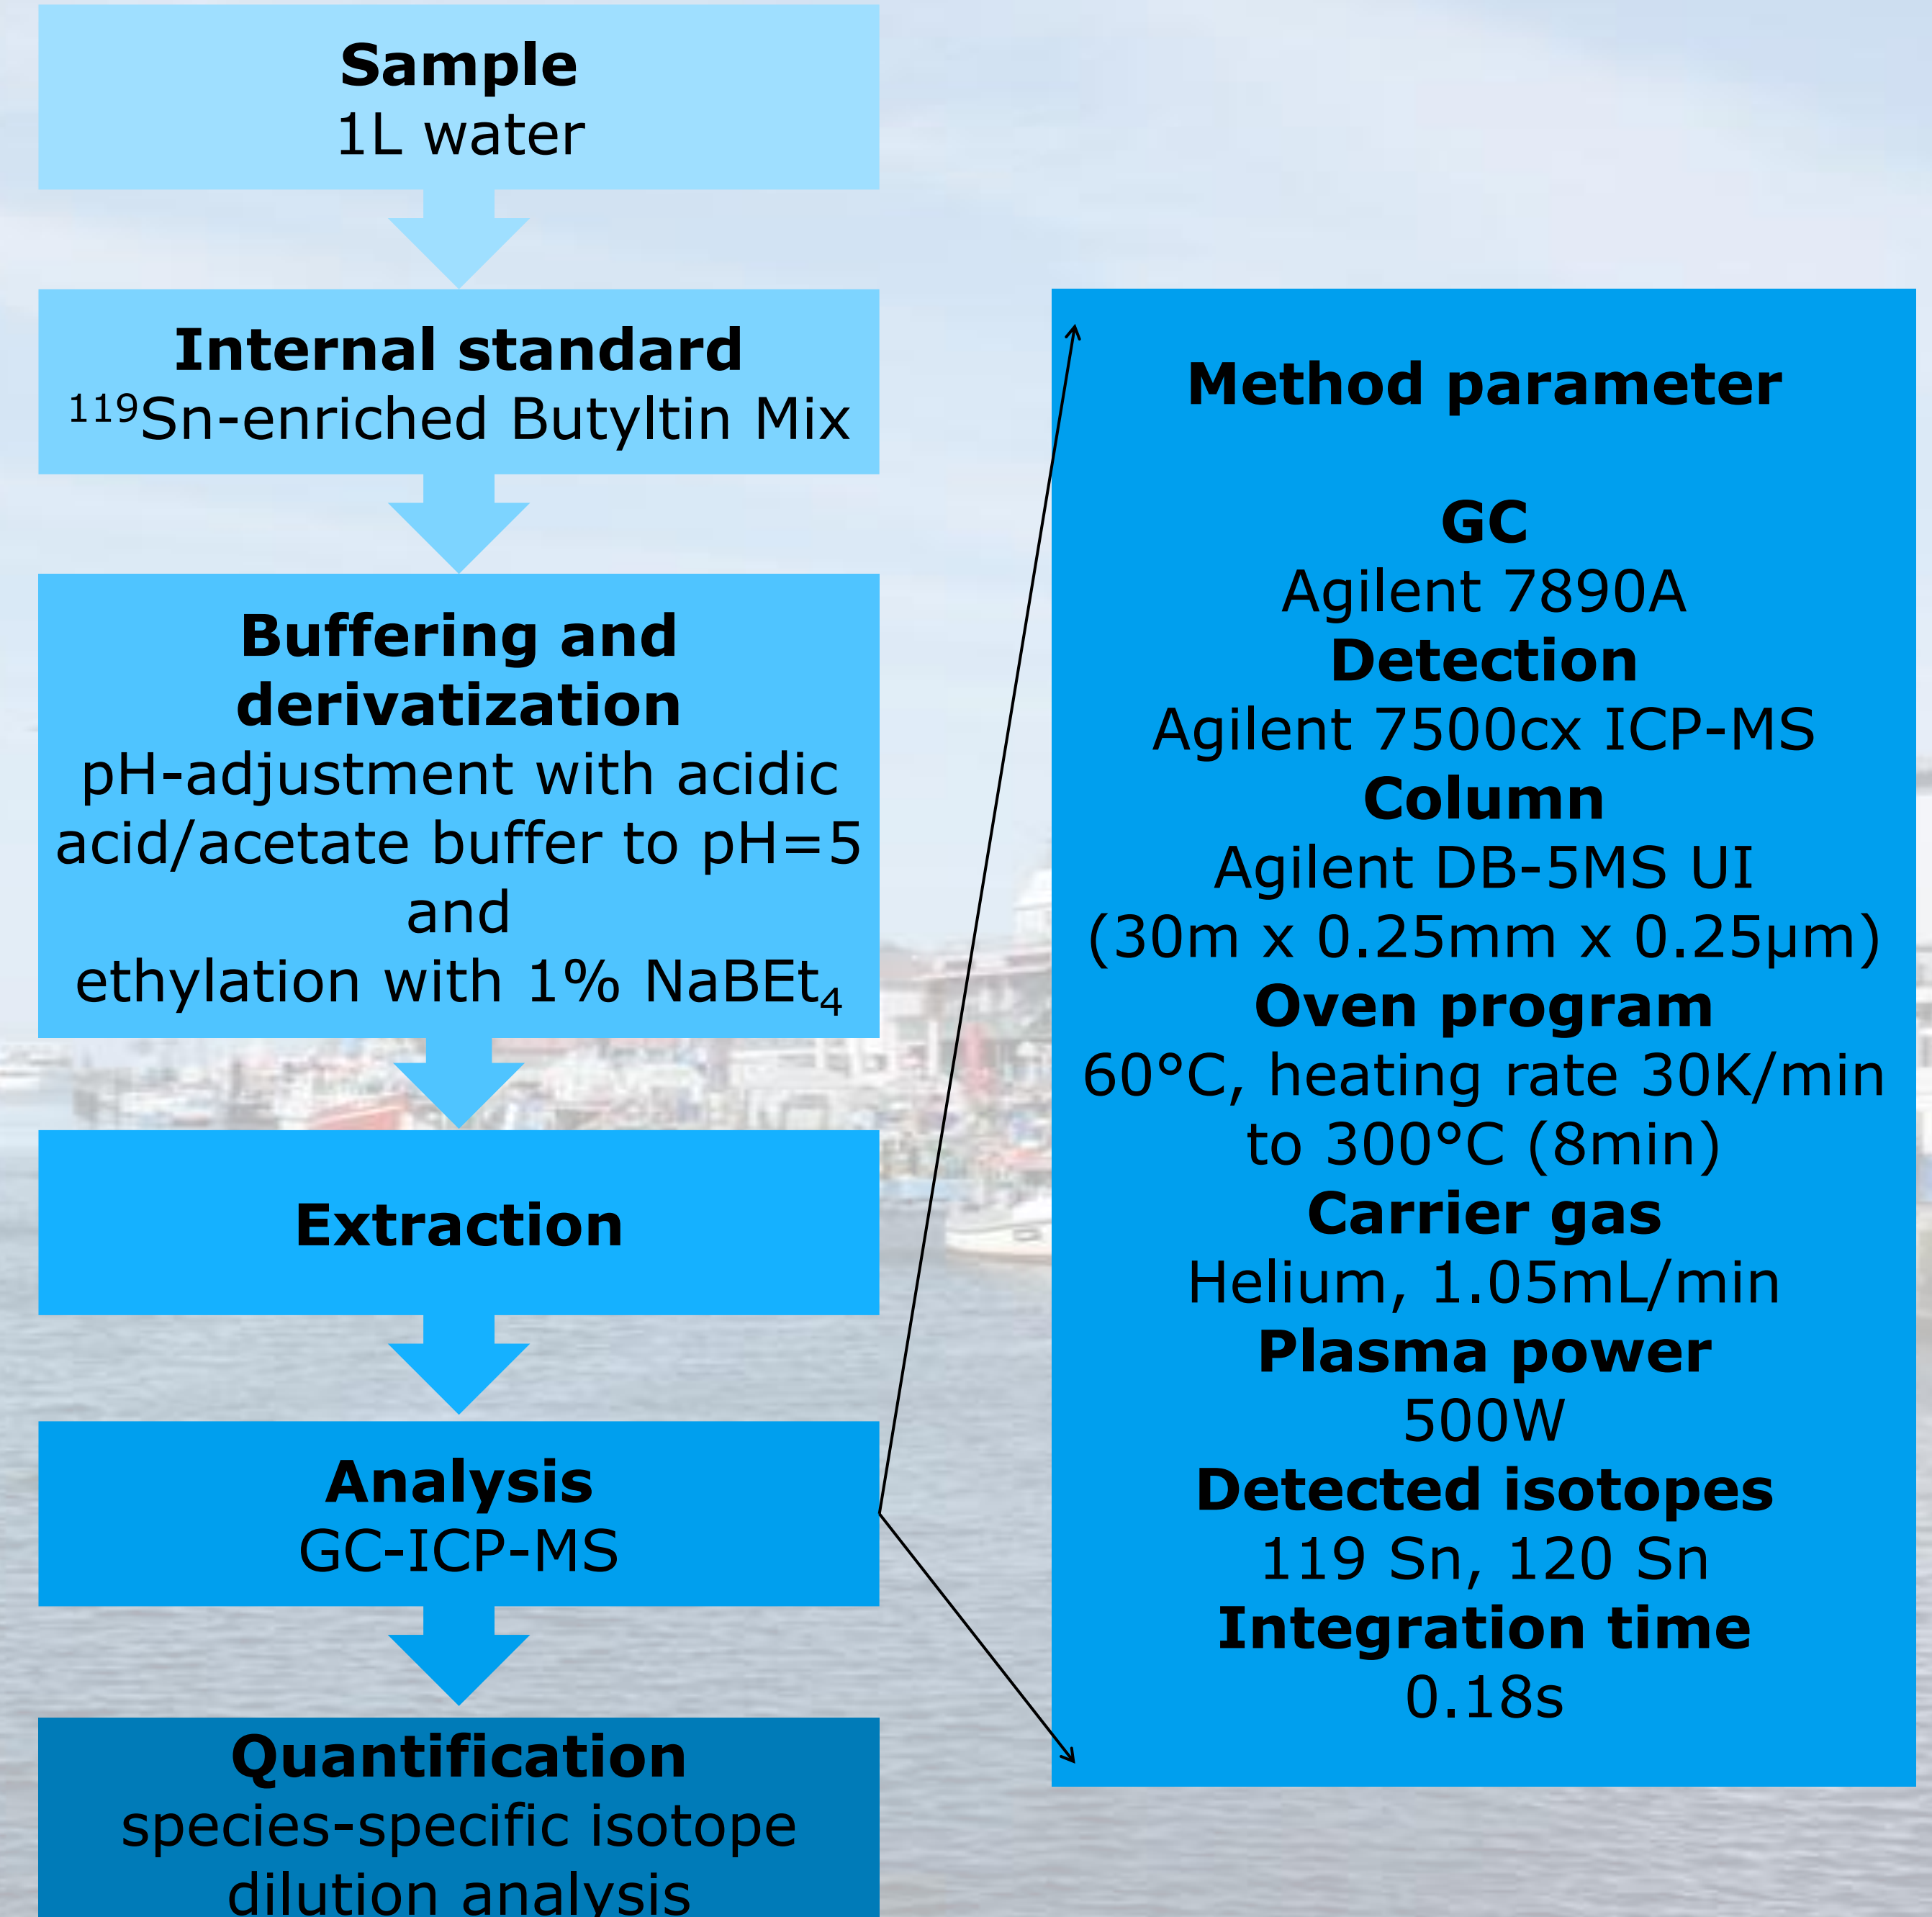 Sample
1L water
Internal standard
¹¹⁹Sn-enriched Butyltin Mix
Buffering and
derivatization
pH-adjustment with acidic
acid/acetate buffer to pH=5
and
ethylation with 1% NaBEt₄
Extraction
Analysis
GC-ICP-MS
Quantification
species-specific isotope
dilution analysis
Method parameter
GC
Agilent 7890A
Detection
Agilent 7500cx ICP-MS
Column
Agilent DB-5MS UI
(30m x 0.25mm x 0.25µm)
Oven program
60°C, heating rate 30K/min
to 300°C (8min)
Carrier gas
Helium, 1.05mL/min
Plasma power
500W
Detected isotopes
119 Sn, 120 Sn
Integration time
0.18s